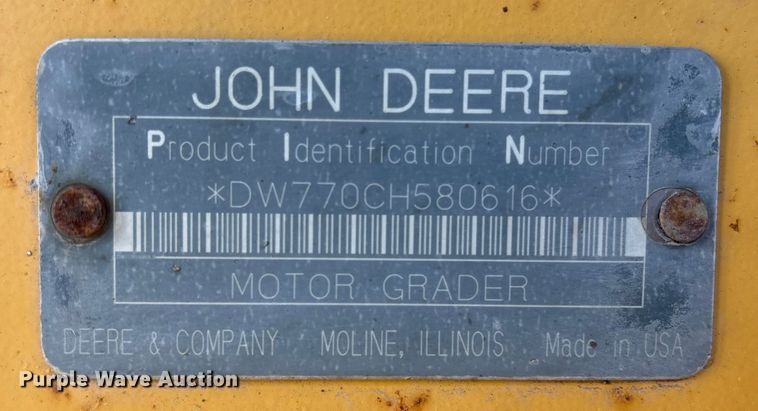 JOHN DEERE
Product Identification Number
*DW770CH580616*
MOTOR GRADER
DEERE & COMPANY MOLINE, ILLINOIS Made in USA
Purple Wave Auction